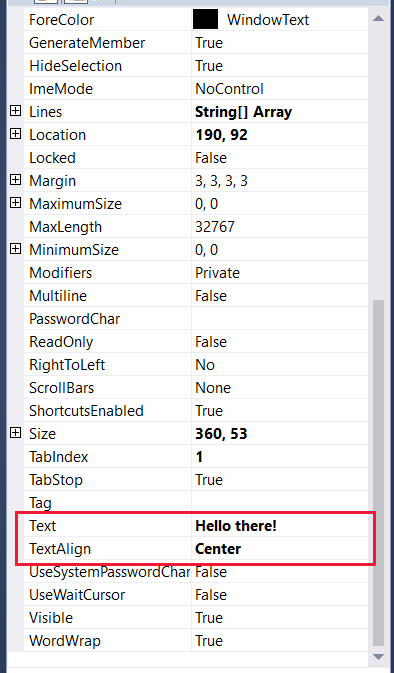 ForeColor WindowText
GenerateMember True
HideSelection True
ImeMode NoControl
Lines String[] Array
Location 190, 92
Locked False
Margin 3, 3, 3, 3
MaximumSize 0, 0
MaxLength 32767
MinimumSize 0, 0
Modifiers Private
Multiline False
PasswordChar
ReadOnly False
RightToLeft No
ScrollBars None
ShortcutsEnabled True
Size 360, 53
TabIndex 1
TabStop True
Tag
Text Hello there!
TextAlign Center
UseSystemPasswordChar False
UseWaitCursor False
Visible True
WordWrap True